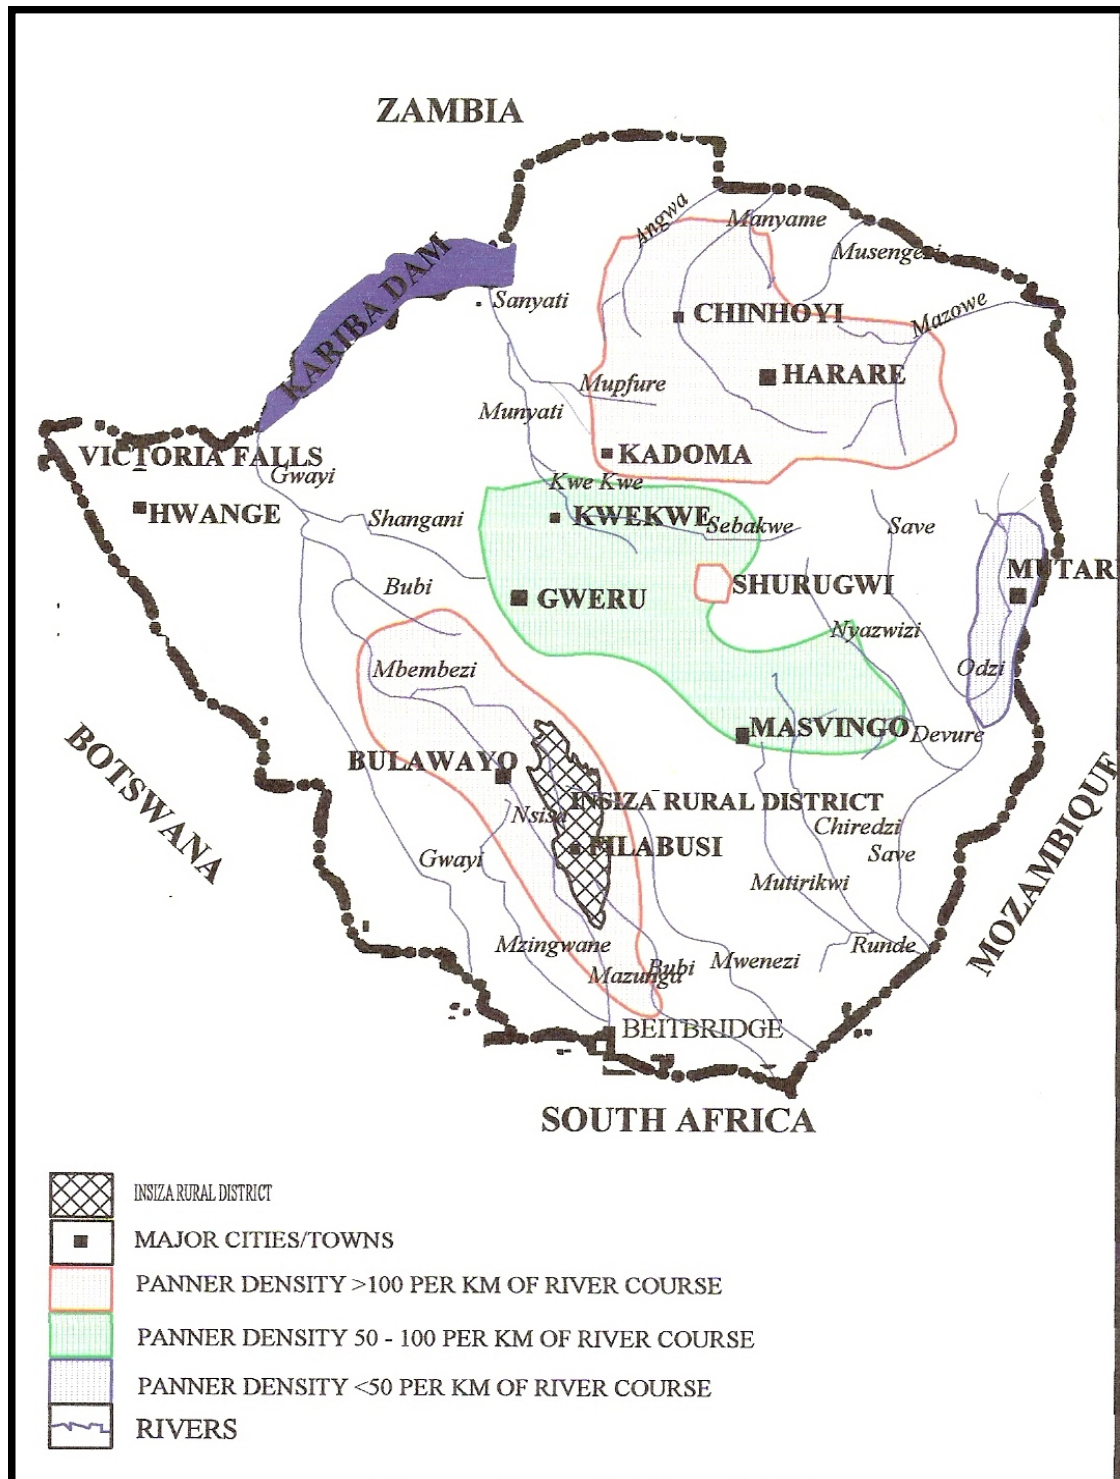 ZAMBIA
Angwa
Manyame
Musengezi
KARIBA DAM
Sanyati
CHINHOYI
Mazowe
HARARE
Mupfure
Munyati
KADOMA
VICTORIA FALLS
Gwayi
Kwe Kwe
HWANGE
Shangani
KWEKWE
Sebakwe
Save
Bubi
GWERU
SHURUGWI
MUTAR
Nyazwizi
Mbembezi
Odzi
MASVINGO
Devure
BOTSWANA
BULAWAYO
INSIZA RURAL DISTRICT
Nsisa
Chiredzi
FILABUSI
Gwayi
Save
MOZAMBIQUE
Mutirikwi
Mzingwane
Runde
Mazunga
Bubi
Mwenezi
BEITBRIDGE
SOUTH AFRICA
INSIZA RURAL DISTRICT
MAJOR CITIES/TOWNS
PANNER DENSITY >100 PER KM OF RIVER COURSE
PANNER DENSITY 50 - 100 PER KM OF RIVER COURSE
PANNER DENSITY <50 PER KM OF RIVER COURSE
RIVERS